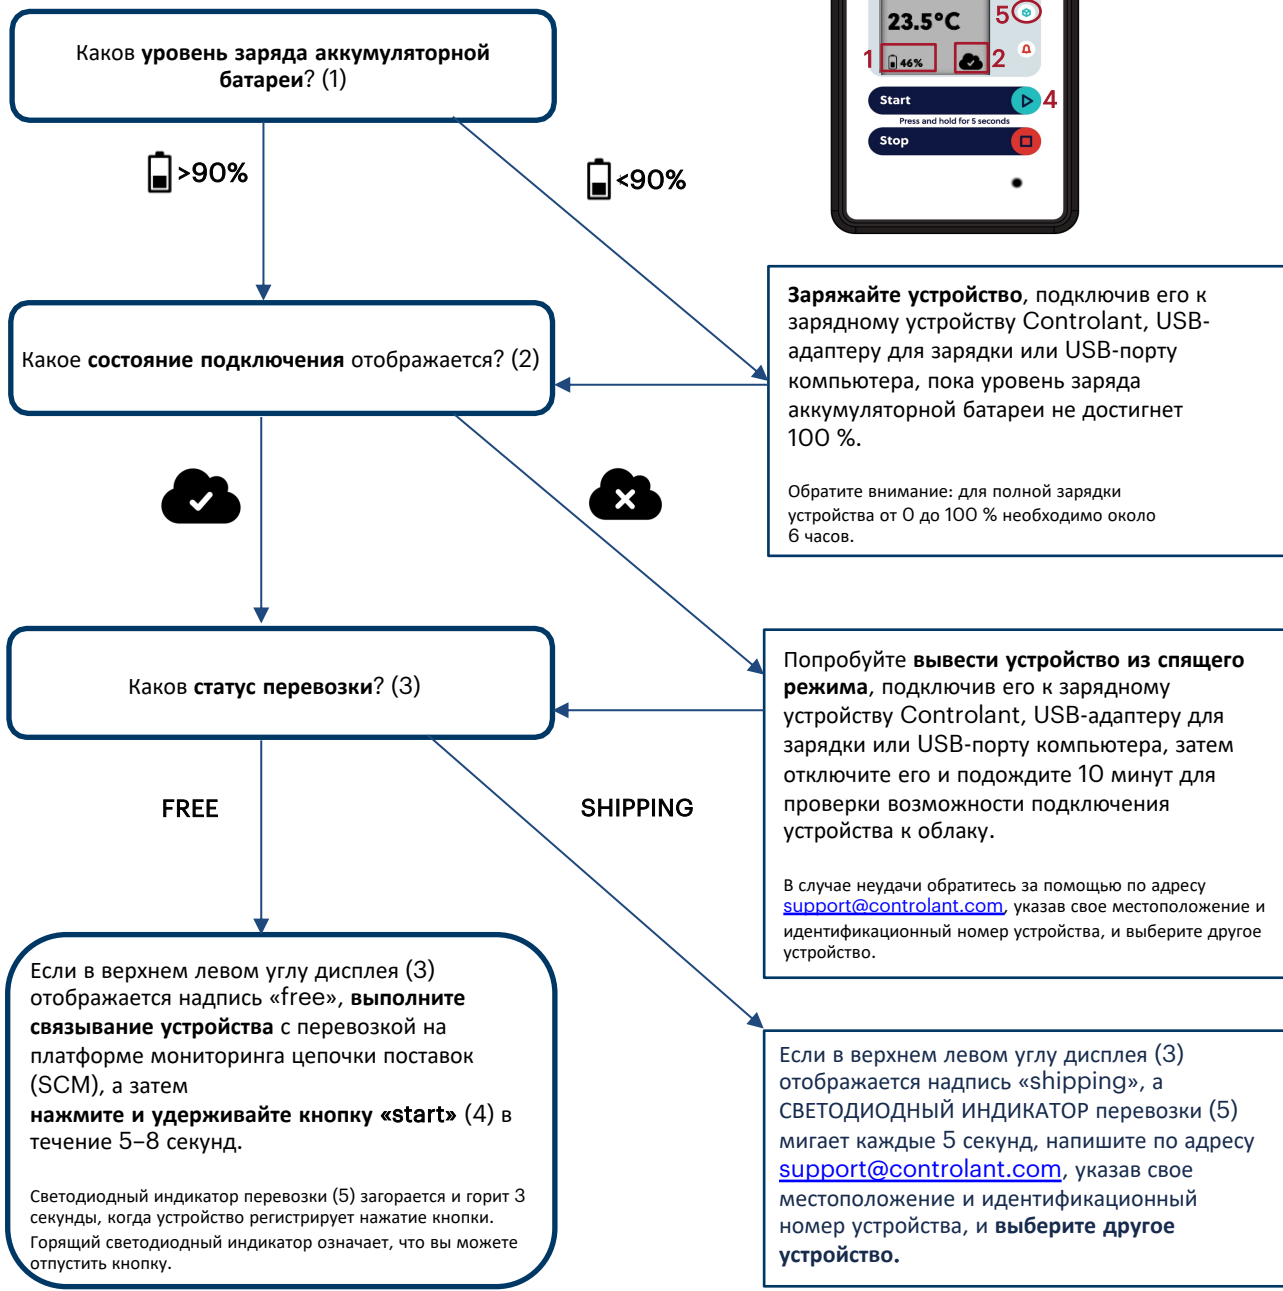 Каков уровень заряда аккумуляторной
батареи? (1)
23.5°C
5
1
46%
2
Start
4
Press and hold for 5 seconds
Stop
>90%
<90%
Заряжайте устройство, подключив его к
зарядному устройству Controlant, USB-
адаптеру для зарядки или USB-порту
компьютера, пока уровень заряда
аккумуляторной батареи не достигнет
100 %.
Обратите внимание: для полной зарядки
устройства от 0 до 100 % необходимо около
6 часов.
Какое состояние подключения отображается? (2)
Каков статус перевозки? (3)
Попробуйте вывести устройство из спящего
режима, подключив его к зарядному
устройству Controlant, USB-адаптеру для
зарядки или USB-порту компьютера, затем
отключите его и подождите 10 минут для
проверки возможности подключения
устройства к облаку.
В случае неудачи обратитесь за помощью по адресу
support@controlant.com, указав свое местоположение и
идентификационный номер устройства, и выберите другое
устройство.
FREE
SHIPPING
Если в верхнем левом углу дисплея (3)
отображается надпись «free», выполните
связывание устройства с перевозкой на
платформе мониторинга цепочки поставок
(SCM), а затем
нажмите и удерживайте кнопку «start» (4) в
течение 5–8 секунд.
Светодиодный индикатор перевозки (5) загорается и горит 3
секунды, когда устройство регистрирует нажатие кнопки.
Горящий светодиодный индикатор означает, что вы можете
отпустить кнопку.
Если в верхнем левом углу дисплея (3)
отображается надпись «shipping», а
СВЕТОДИОДНЫЙ ИНДИКАТОР перевозки (5)
мигает каждые 5 секунд, напишите по адресу
support@controlant.com, указав свое
местоположение и идентификационный
номер устройства, и выберите другое
устройство.